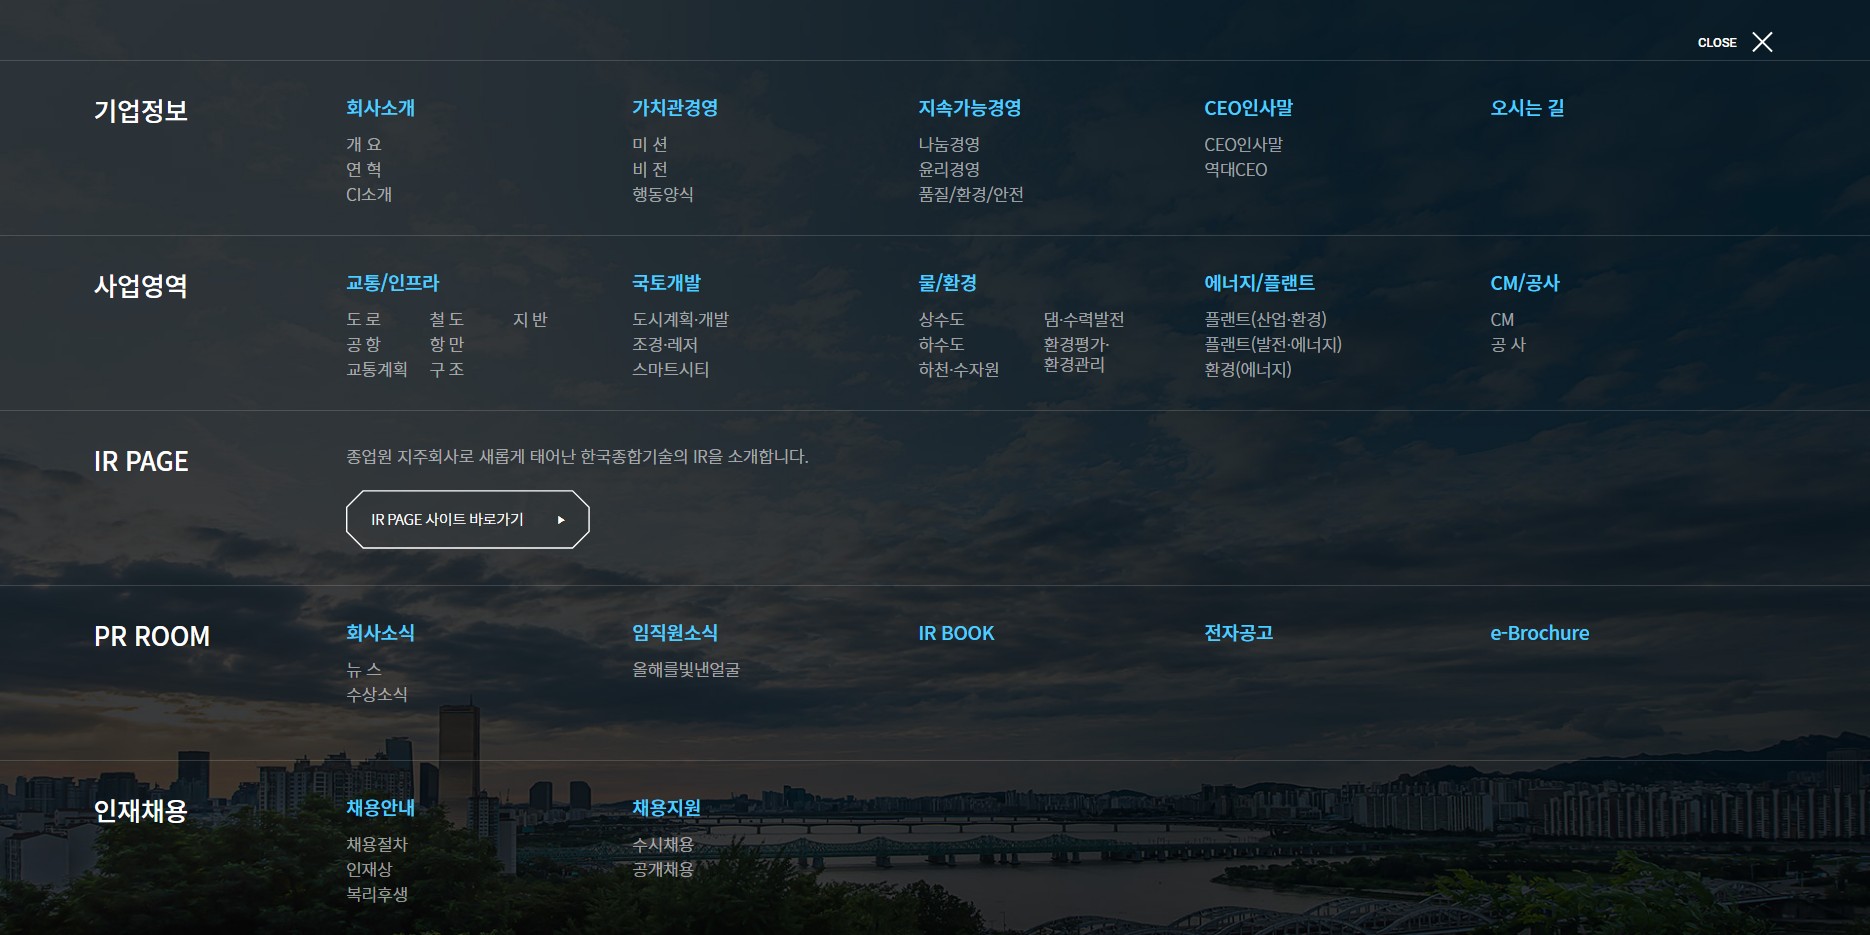 CLOSE
기업정보
회사소개
개 요
연 혁
CI소개
가치관경영
미 션
비 전
행동양식
지속가능경영
나눔경영
윤리경영
품질/환경/안전
CEO인사말
CEO인사말
역대CEO
오시는 길
사업영역
교통/인프라
도 로
공 항
교통계획
철 도
항 만
구 조
지 반
국토개발
도시계획·개발
조경·레저
스마트시티
물/환경
상수도
하수도
하천·수자원
댐·수력발전
환경평가·
환경관리
에너지/플랜트
플랜트(산업·환경)
플랜트(발전·에너지)
환경(에너지)
CM/공사
CM
공 사
IR PAGE
종업원 지주회사로 새롭게 태어난 한국종합기술의 IR을 소개합니다.
IR PAGE 사이트 바로가기
PR ROOM
회사소식
뉴 스
수상소식
임직원소식
올해를빛낸얼굴
IR BOOK
전자공고
e-Brochure
인재채용
채용안내
채용절차
인재상
복리후생
채용지원
수시채용
공개채용